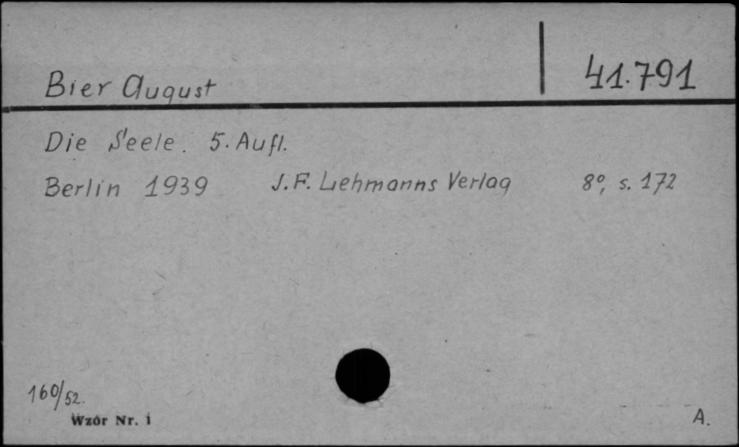 Bier August 41.791
Die Seele. 5. Aufl.
Berlin 1939 J. F. Lehmanns Verlag 8°, s. 172
160/52.
Wzór Nr. 1 A.